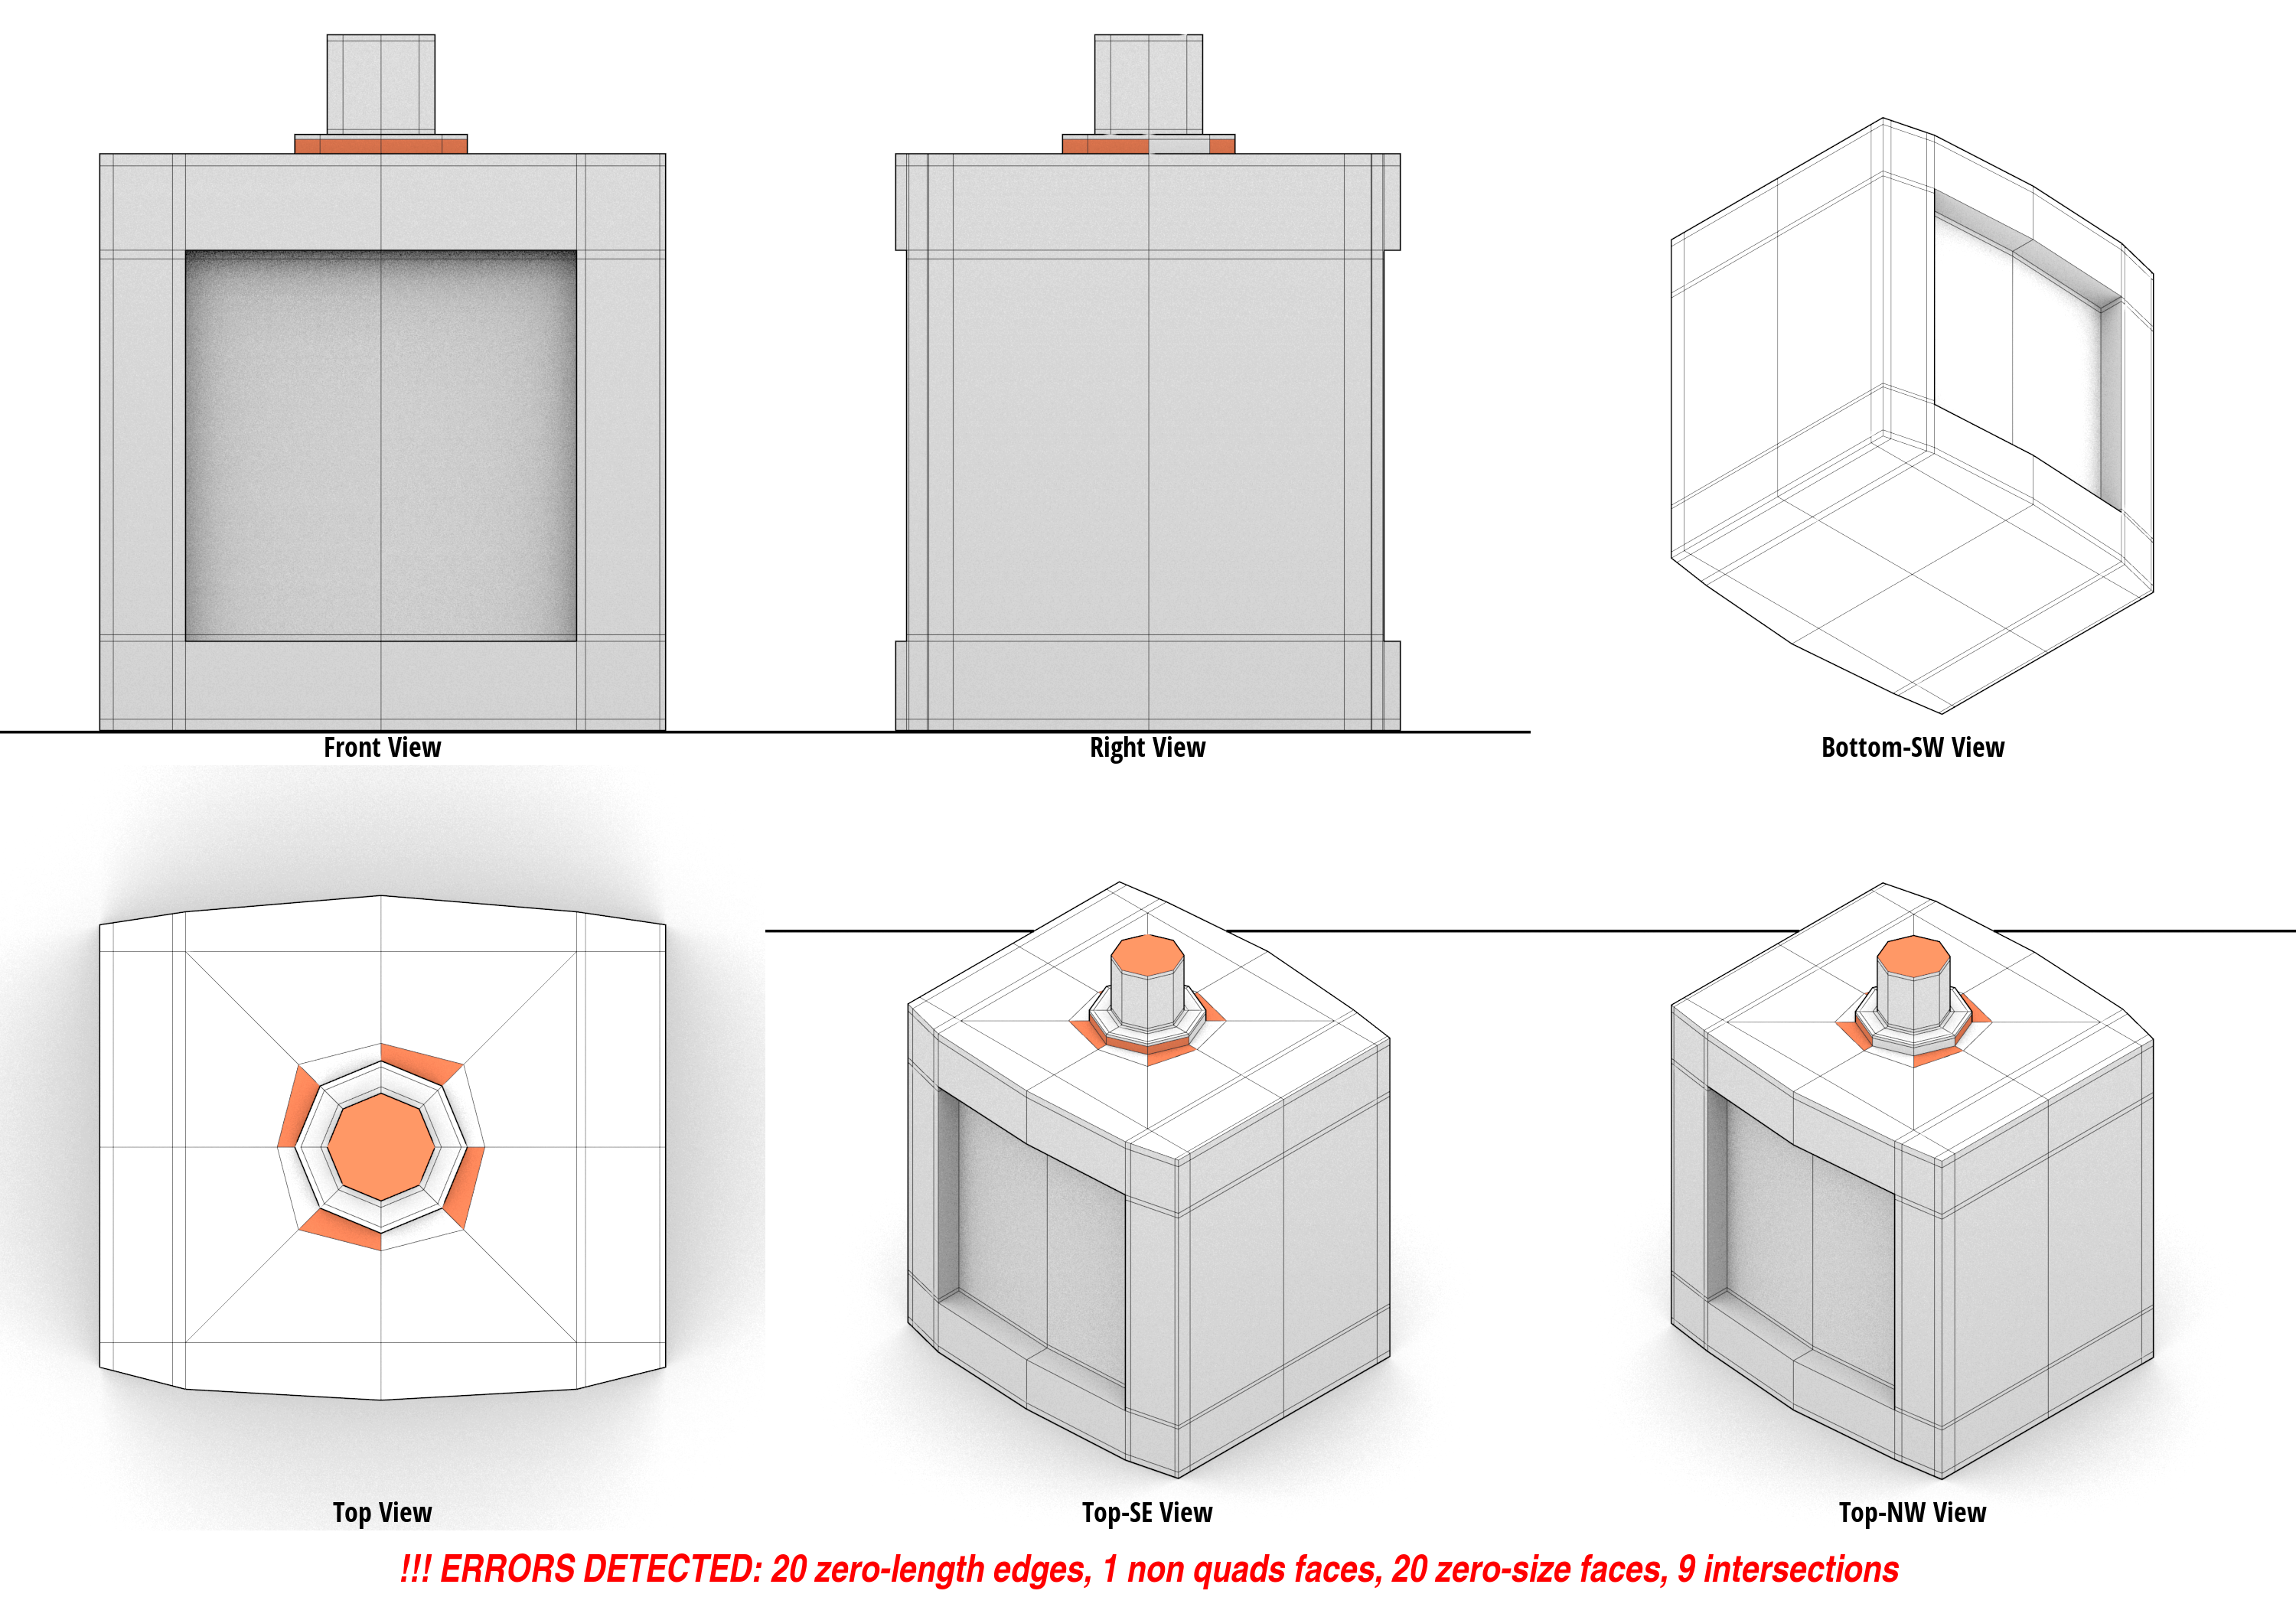 Front View
Right View
Bottom-SW View
Top View
Top-SE View
Top-NW View
!!! ERRORS DETECTED: 20 zero-length edges, 1 non quads faces, 20 zero-size faces, 9 intersections